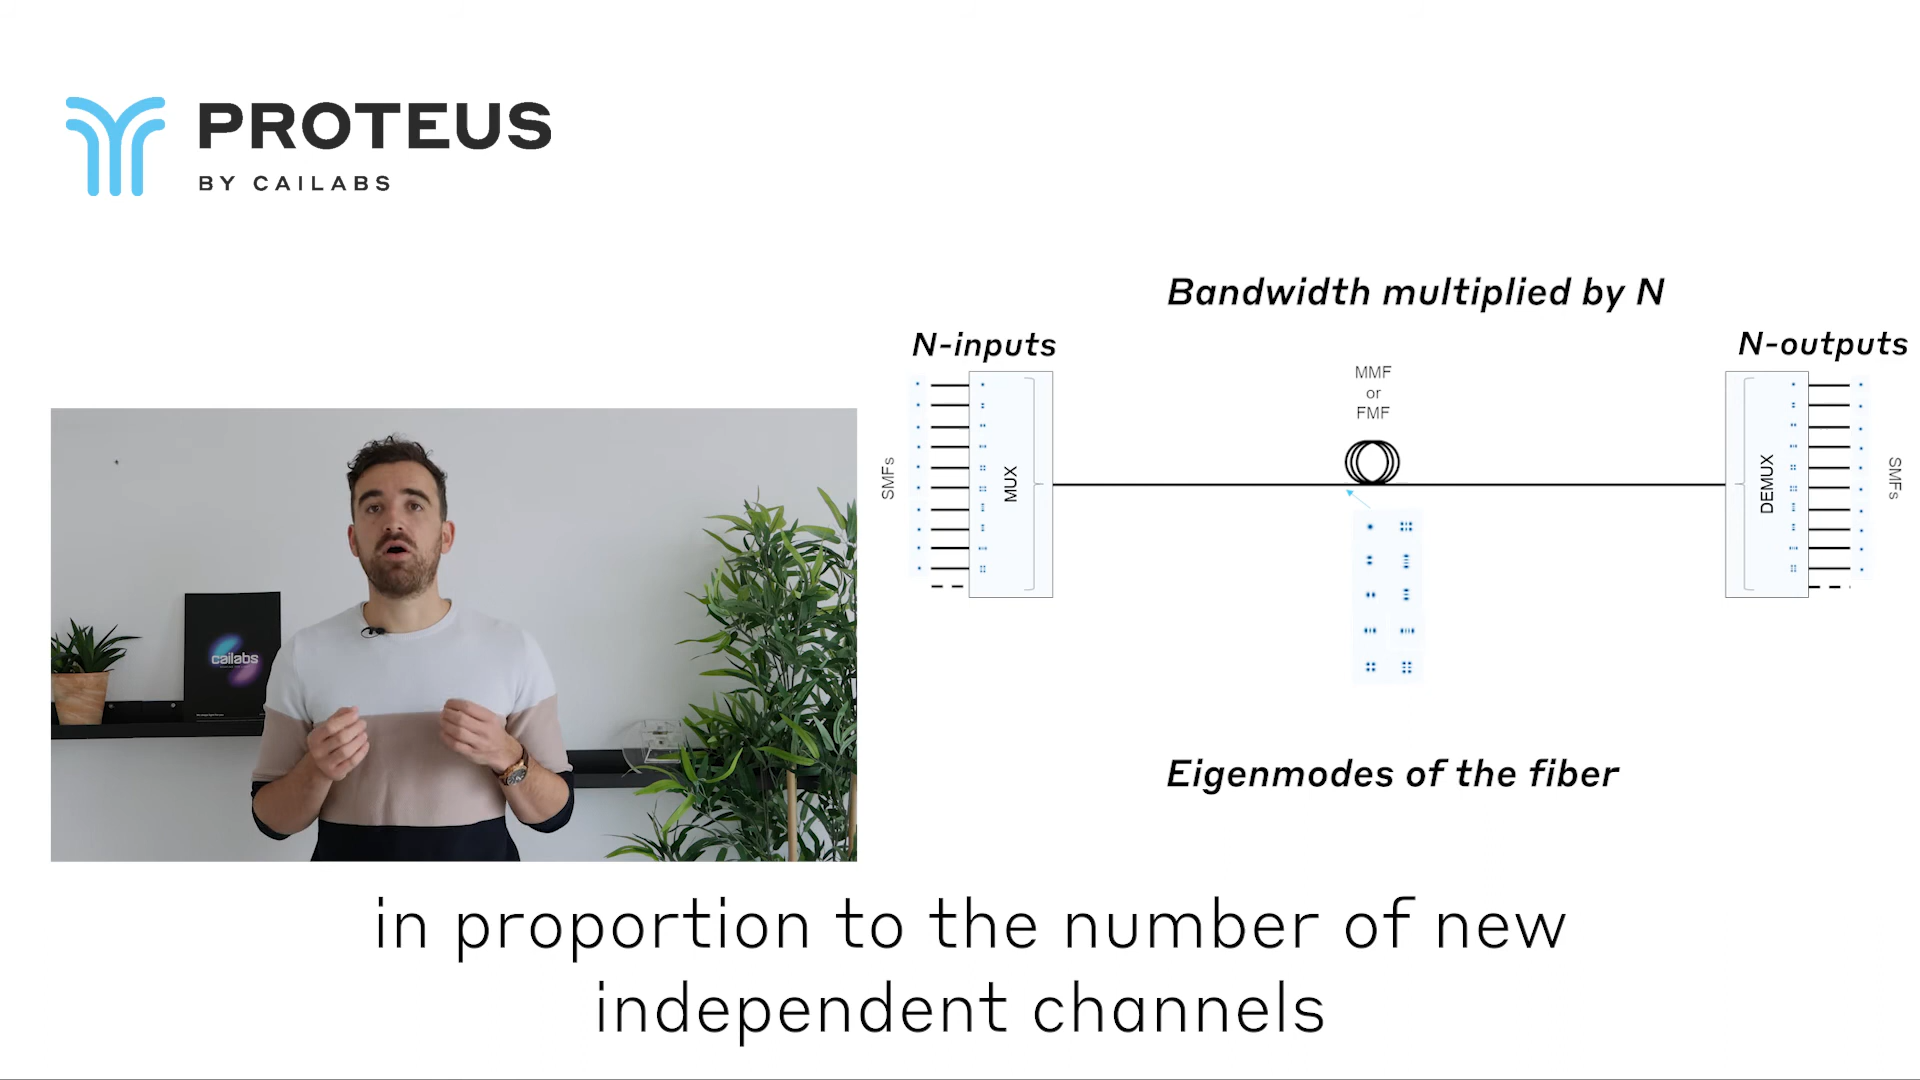 PROTEUS
BY CAILABS
Bandwidth multiplied by N
N-inputs
N-outputs
MMF
or
FMF
SMFs
MUX
DEMUX
SMFs
cailabs
Eigenmodes of the fiber
in proportion to the number of new
independent channels